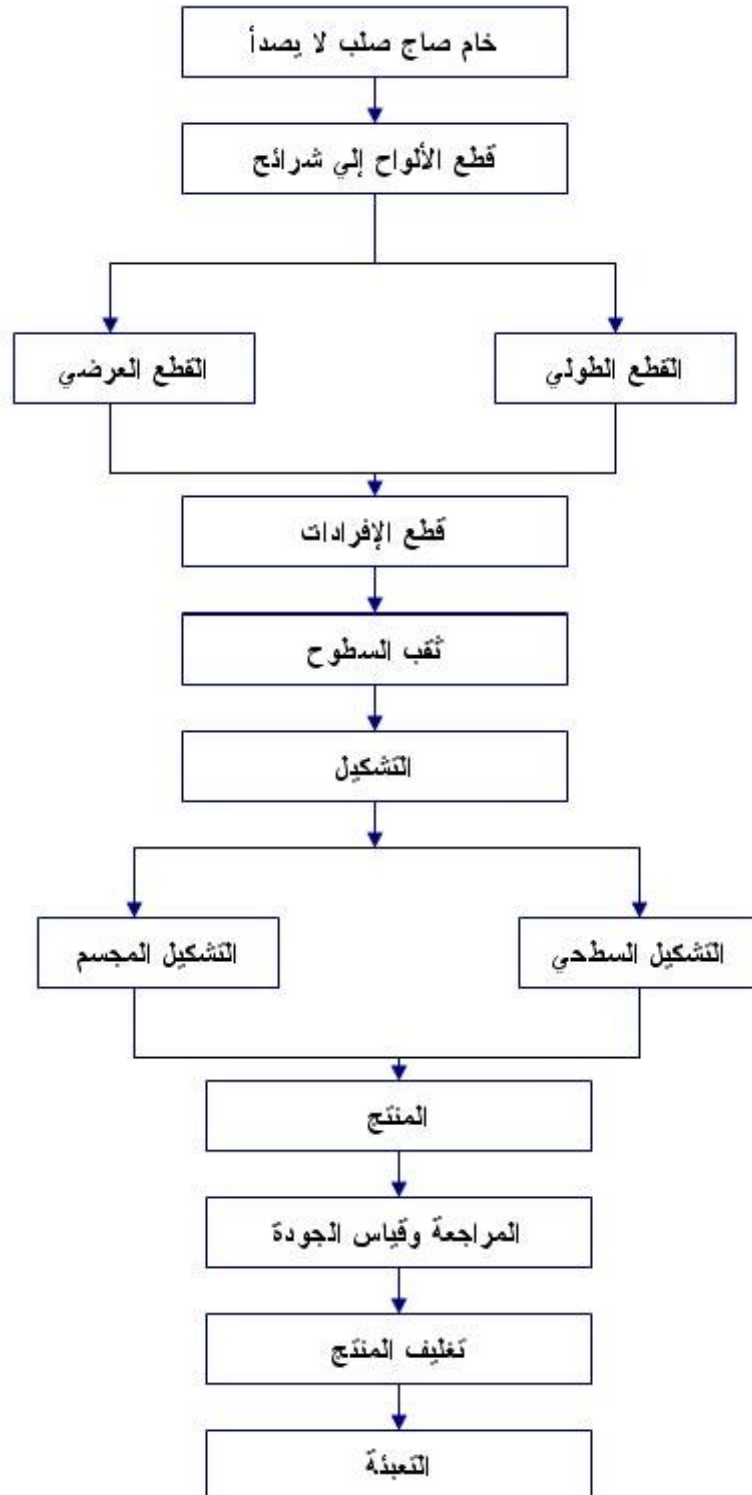 خام صاج صلب لا يصدأ
قطع الألواح إلي شرائح
القطع الطولي
القطع العرضي
قطع الإفرادات
ثقب السطوح
التشكيل
التشكيل السطحي
التشكيل المجسم
المنتج
المراجعة وقياس الجودة
تغليف المنتج
التعبئة